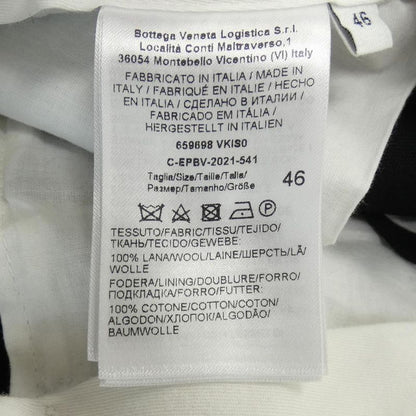 46
Bottega Veneta Logistica S.r.l.
Località Conti Maltraverso,1
36054 Montebello Vicentino (VI) Italy
FABBRICATO IN ITALIA / MADE IN
ITALY / FABRIQUÉ EN ITALIE / HECHO
EN ITALIA / СДЕЛАНО В ИТАЛИИ /
FABRICADO EM ITÁLIA /
HERGESTELLT IN ITALIEN
659698 VKIS0
C-EPBV-2021-541
Taglia/Size/Taille/Talla/
Размер/Tamanho/Größe
46
TESSUTO/FABRIC/TISSU/TEJIDO/
ТКАНЬ/TECIDO/GEWEBE:
100% LANA/WOOL/LAINE/ШЕРСТЬ/LÃ/
WOLLE
FODERA/LINING/DOUBLURE/FORRO/
ПОДКЛАДКА/FORRO/FUTTER:
100% COTONE/COTTON/COTON/
ALGODÓN/ХЛОПОК/ALGODÃO/
BAUMWOLLE